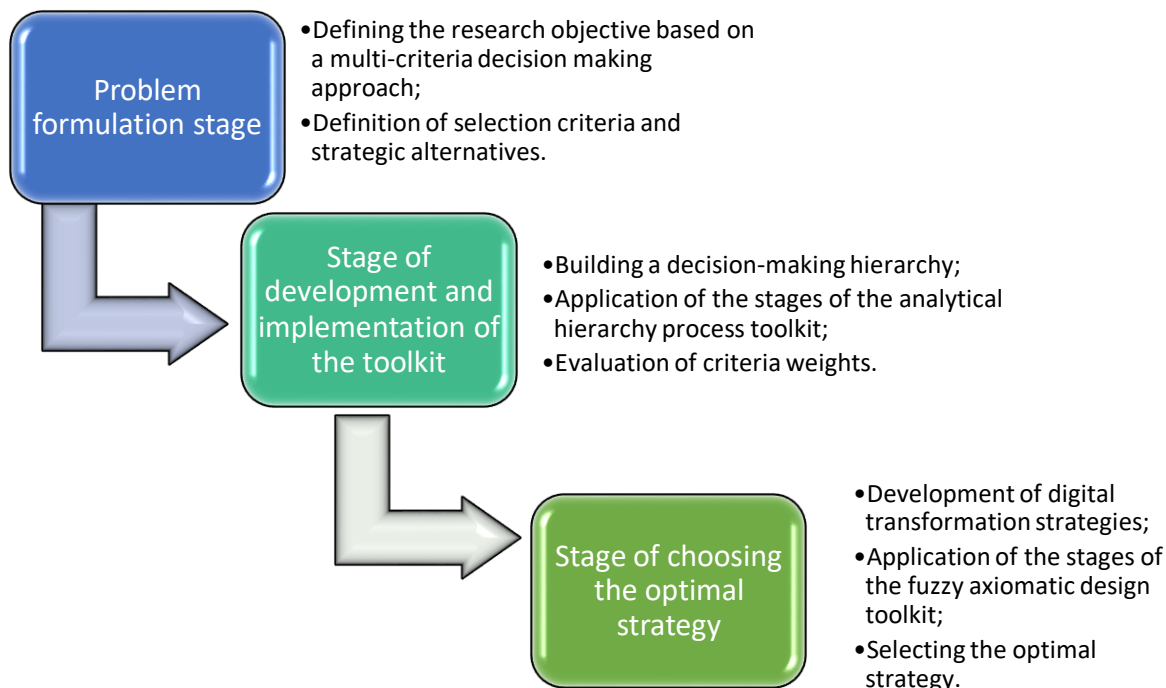 Problem
formulation stage
•Defining the research objective based on
a multi-criteria decision making
approach;
•Definition of selection criteria and
strategic alternatives.
Stage of
development and
implementation of
the toolkit
•Building a decision-making hierarchy;
•Application of the stages of the analytical
hierarchy process toolkit;
•Evaluation of criteria weights.
Stage of choosing
the optimal
strategy
•Development of digital
transformation strategies;
•Application of the stages of
the fuzzy axiomatic design
toolkit;
•Selecting the optimal
strategy.